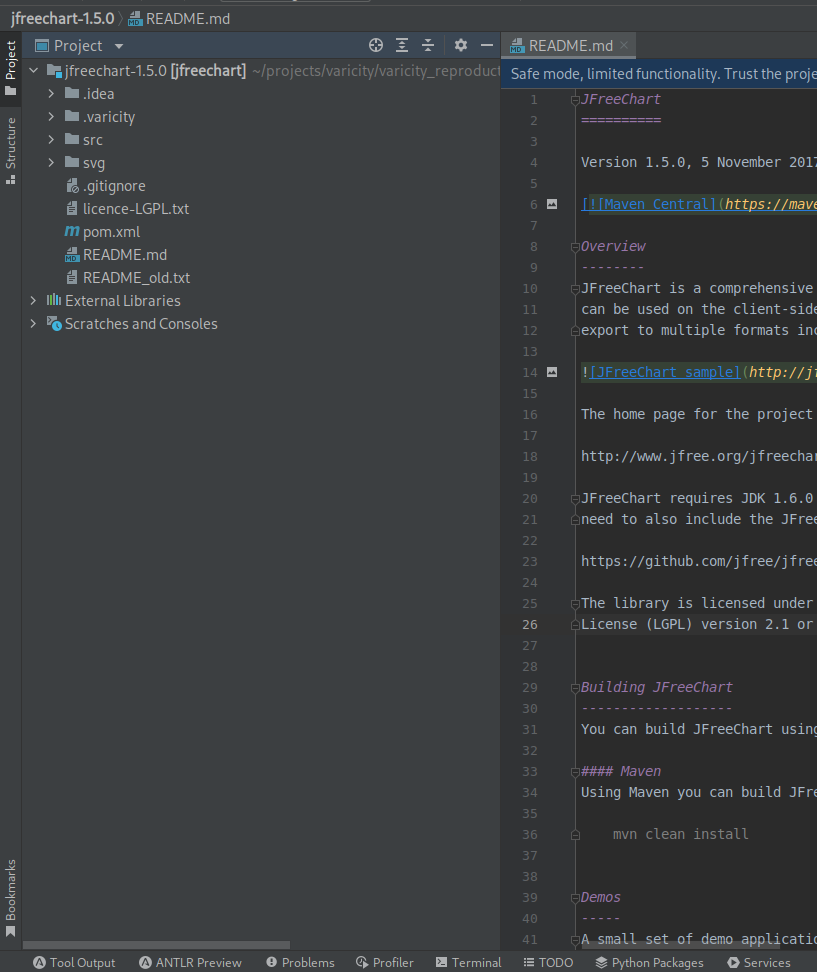 jfreechart-1.5.0 README.md
Project
README.md
Project
Structure
Bookmarks
jfreechart-1.5.0 [jfreechart] ~/projects/varicity/varicity_reproduct
.idea
.varicity
src
svg
.gitignore
licence-LGPL.txt
pom.xml
README.md
README_old.txt
External Libraries
Scratches and Consoles
Safe mode, limited functionality. Trust the proje
1 JFreeChart
2 ==========
3
4 Version 1.5.0, 5 November 2017
5
6 [![Maven Central](https://mave
7
8 Overview
9 --------
10 JFreeChart is a comprehensive
11 can be used on the client-side
12 export to multiple formats inc
13
14 ![JFreeChart sample](http://jf
15
16 The home page for the project
17
18 http://www.jfree.org/jfreechar
19
20 JFreeChart requires JDK 1.6.0
21 need to also include the JFree
22
23 https://github.com/jfree/jfree
24
25 The library is licensed under
26 License (LGPL) version 2.1 or
27
28
29 Building JFreeChart
30 -------------------
31 You can build JFreeChart using
32
33 #### Maven
34 Using Maven you can build JFre
35
36 mvn clean install
37
38
39 Demos
40 -----
41 A small set of demo applicatio
Tool Output ANTLR Preview Problems Profiler Terminal TODO Python Packages Services